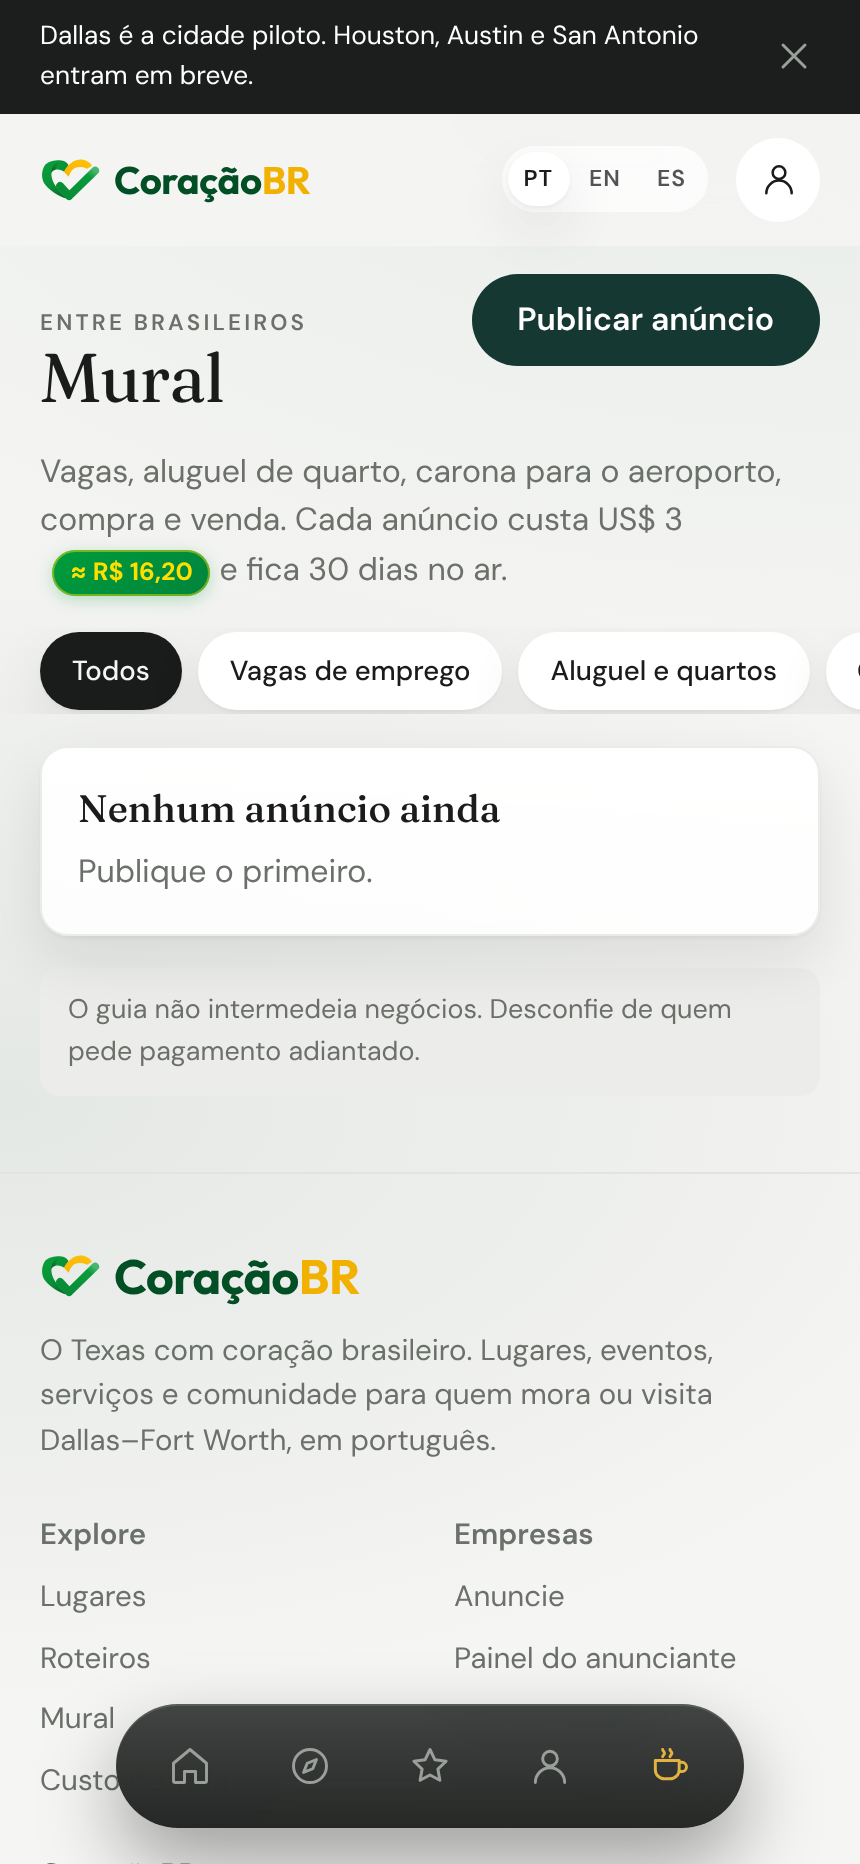 Dallas é a cidade piloto. Houston, Austin e San Antonio
entram em breve.
CoraçãoBR
PT EN ES
ENTRE BRASILEIROS
Publicar anúncio
Mural
Vagas, aluguel de quarto, carona para o aeroporto,
compra e venda. Cada anúncio custa US$ 3
≈ R$ 16,20 e fica 30 dias no ar.
Todos Vagas de emprego Aluguel e quartos
Nenhum anúncio ainda
Publique o primeiro.
O guia não intermedeia negócios. Desconfie de quem
pede pagamento adiantado.
CoraçãoBR
O Texas com coração brasileiro. Lugares, eventos,
serviços e comunidade para quem mora ou visita
Dallas–Fort Worth, em português.
Explore Empresas
Lugares Anuncie
Roteiros Painel do anunciante
Mural